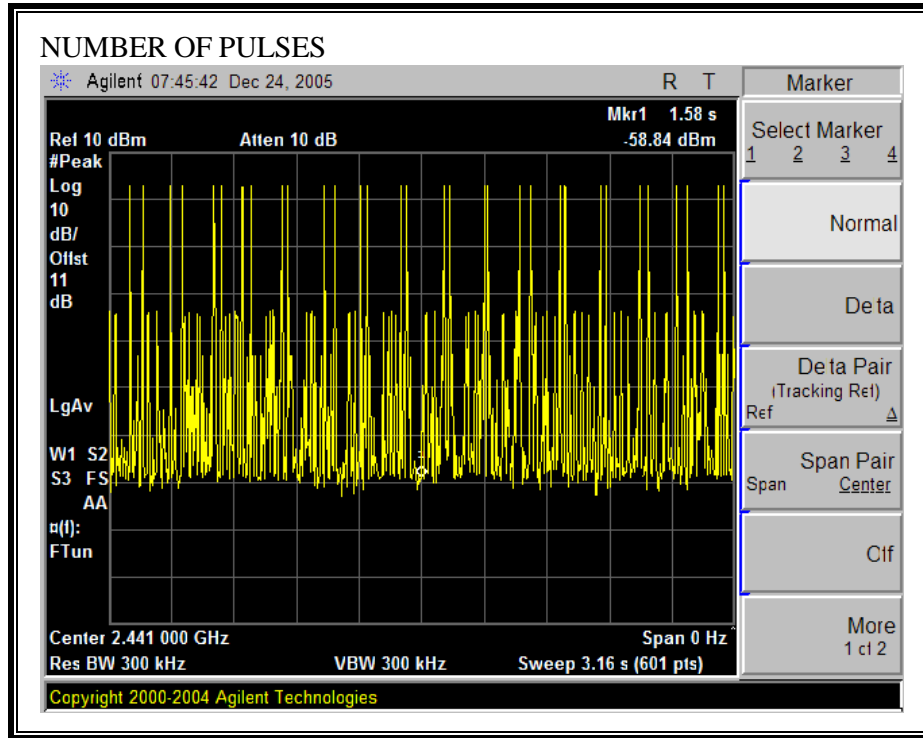 NUMBER OF PULSES
Agilent 07:45:42 Dec 24, 2005 R T
Mkr1 1.58 s
Ref 10 dBm Atten 10 dB -58.84 dBm
#Peak
Log
10
dB/
Offst
11
dB
LgAv
W1 S2
S3 FS
AA
¤(f):
FTun
Center 2.441 000 GHz Span 0 Hz^
Res BW 300 kHz VBW 300 kHz Sweep 3.16 s (601 pts)
Copyright 2000-2004 Agilent Technologies
Marker
Select Marker
1 2 3 4
Normal
Delta
Delta Pair
(Tracking Ref)
Ref Δ
Span Pair
Span Center
Off
More
1 of 2